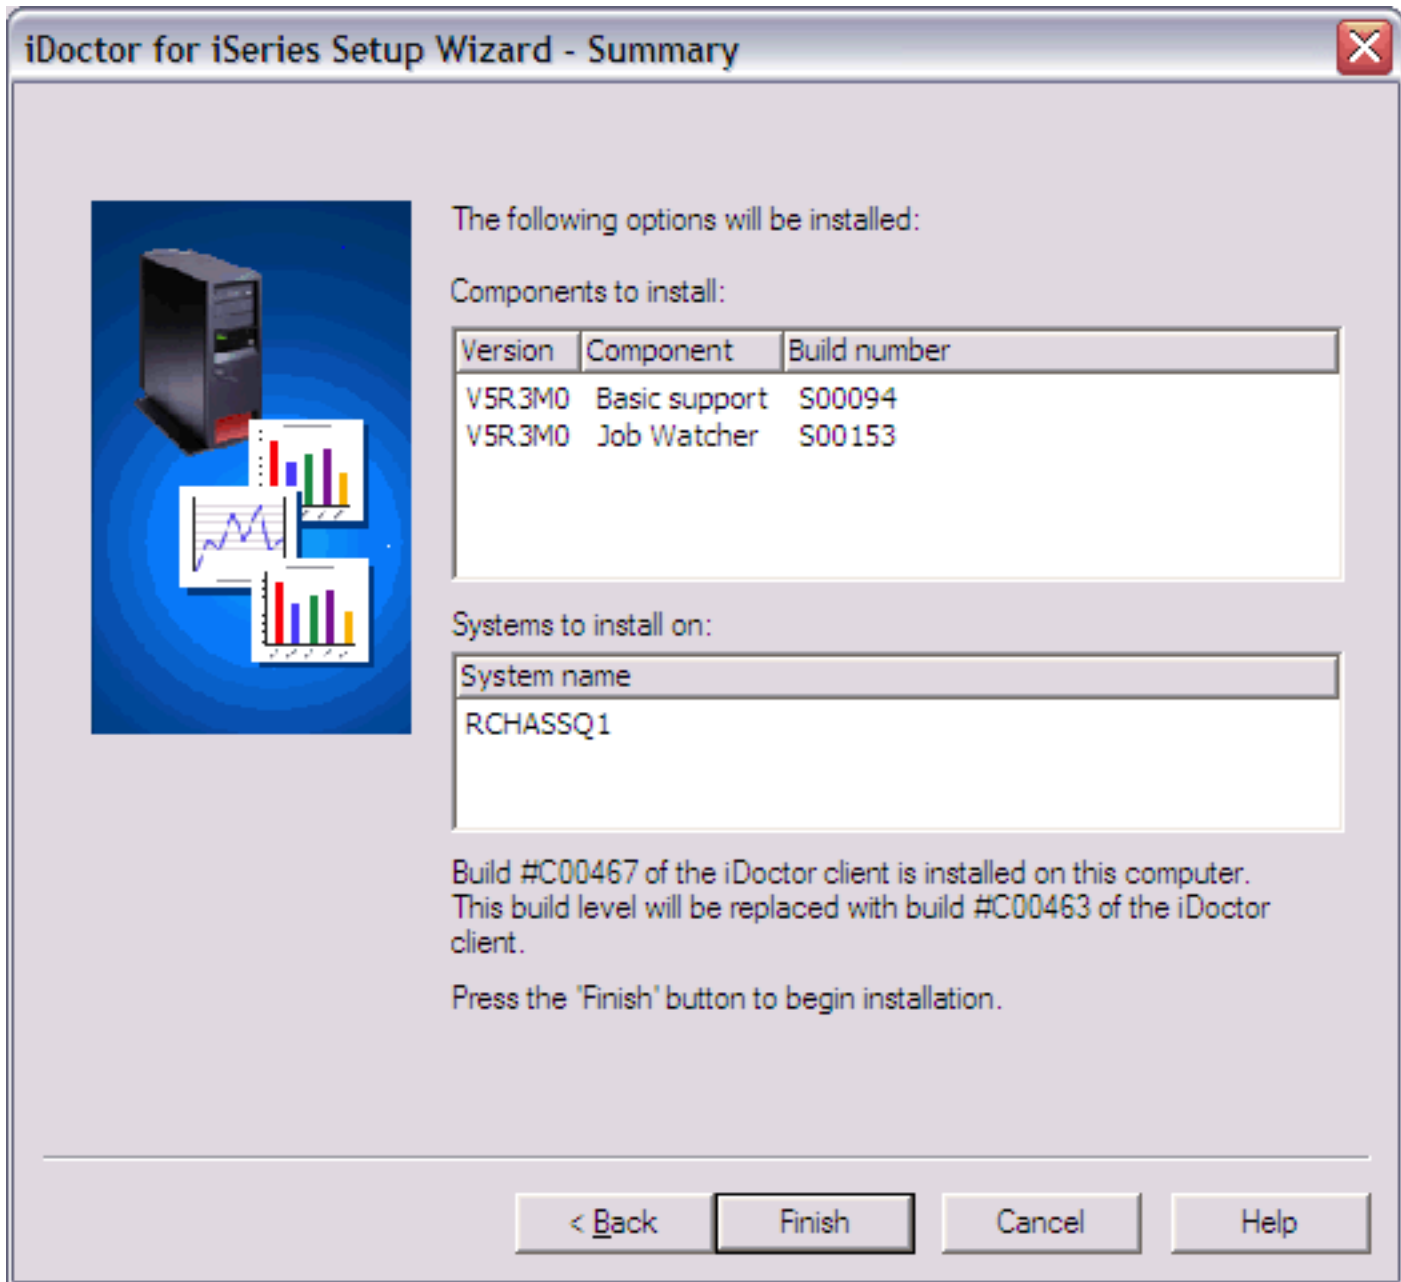 iDoctor for iSeries Setup Wizard - Summary
The following options will be installed:
Components to install:
Version Component Build number
V5R3M0 Basic support S00094
V5R3M0 Job Watcher S00153
Systems to install on:
System name
RCHASSQ1
Build #C00467 of the iDoctor client is installed on this computer.
This build level will be replaced with build #C00463 of the iDoctor
client.
Press the 'Finish' button to begin installation.
< Back Finish Cancel Help